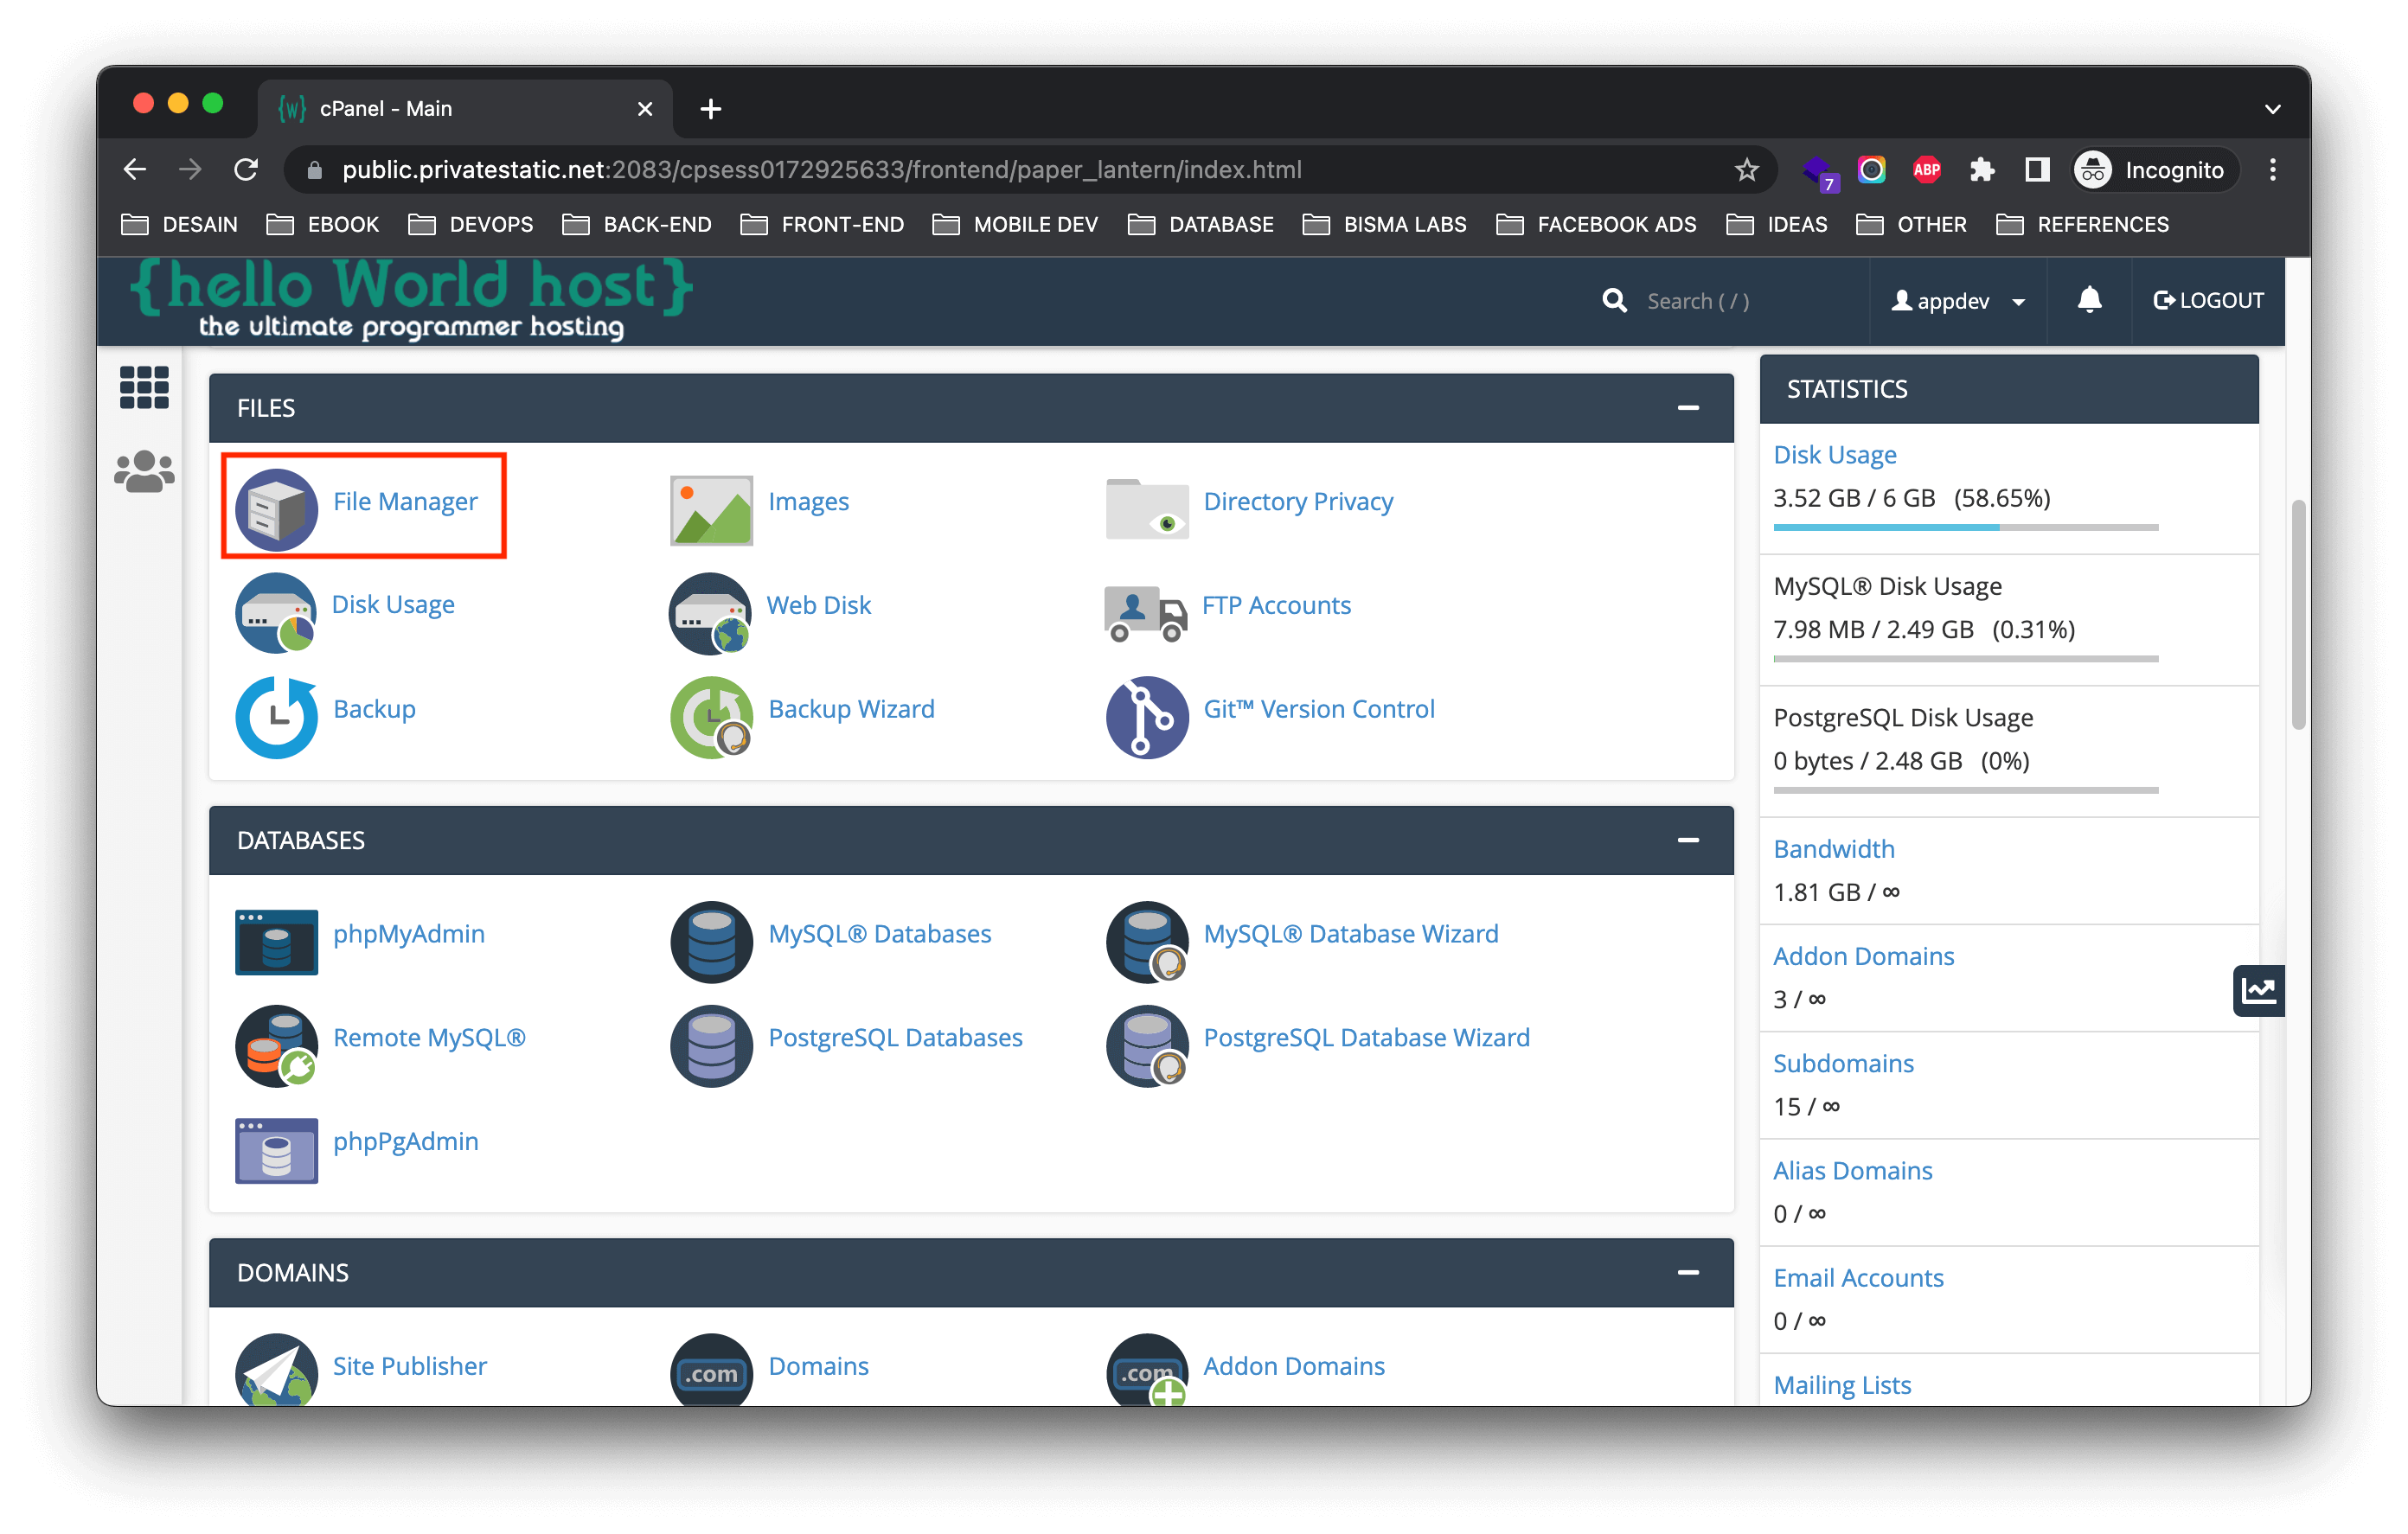 {W} cPanel - Main
public.privatestatic.net:2083/cpsess0172925633/frontend/paper_lantern/index.html
7
ABP
Incognito
DESAIN EBOOK DEVOPS BACK-END FRONT-END MOBILE DEV DATABASE BISMA LABS FACEBOOK ADS IDEAS OTHER REFERENCES
{hello World host}
the ultimate programmer hosting
Search ( / )
appdev
LOGOUT
FILES
File Manager
Images
Directory Privacy
Disk Usage
Web Disk
FTP Accounts
Backup
Backup Wizard
Git™ Version Control
DATABASES
phpMyAdmin
MySQL® Databases
MySQL® Database Wizard
Remote MySQL®
PostgreSQL Databases
PostgreSQL Database Wizard
phpPgAdmin
DOMAINS
Site Publisher
.com
Domains
.com
Addon Domains
STATISTICS
Disk Usage
3.52 GB / 6 GB (58.65%)
MySQL® Disk Usage
7.98 MB / 2.49 GB (0.31%)
PostgreSQL Disk Usage
0 bytes / 2.48 GB (0%)
Bandwidth
1.81 GB / ∞
Addon Domains
3 / ∞
Subdomains
15 / ∞
Alias Domains
0 / ∞
Email Accounts
0 / ∞
Mailing Lists